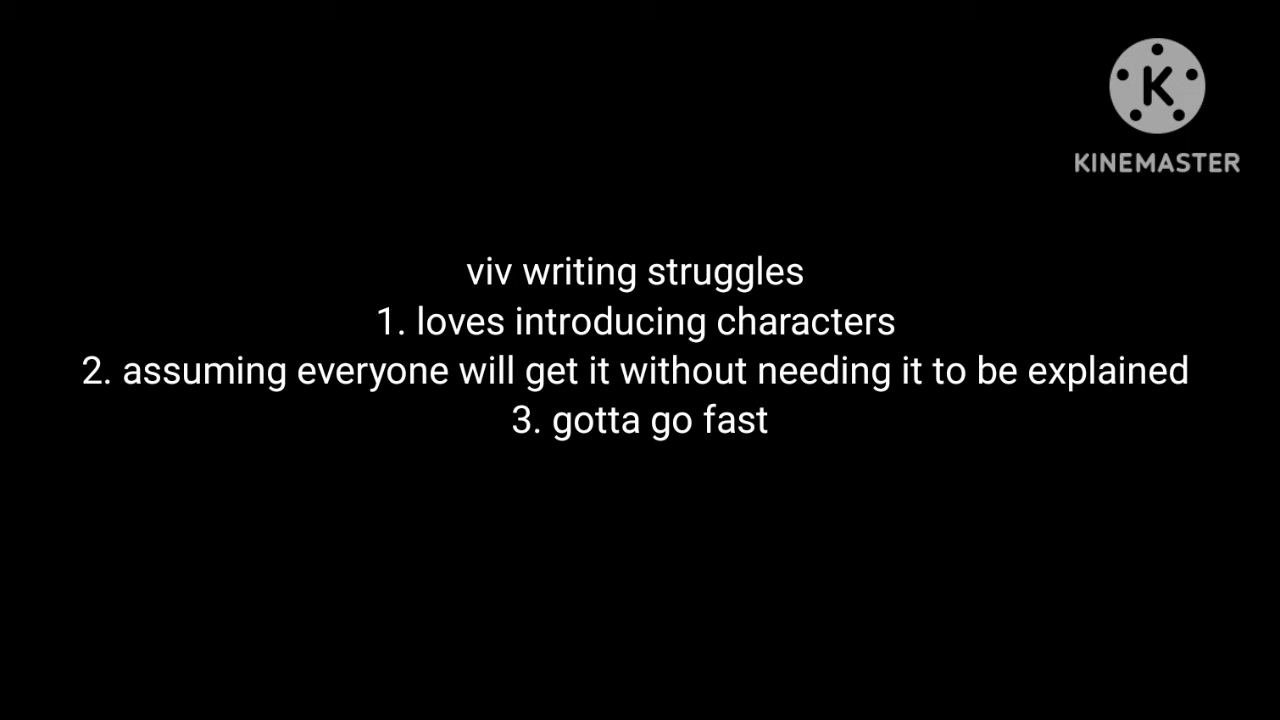 K
KINEMASTER
viv writing struggles
1. loves introducing characters
2. assuming everyone will get it without needing it to be explained
3. gotta go fast